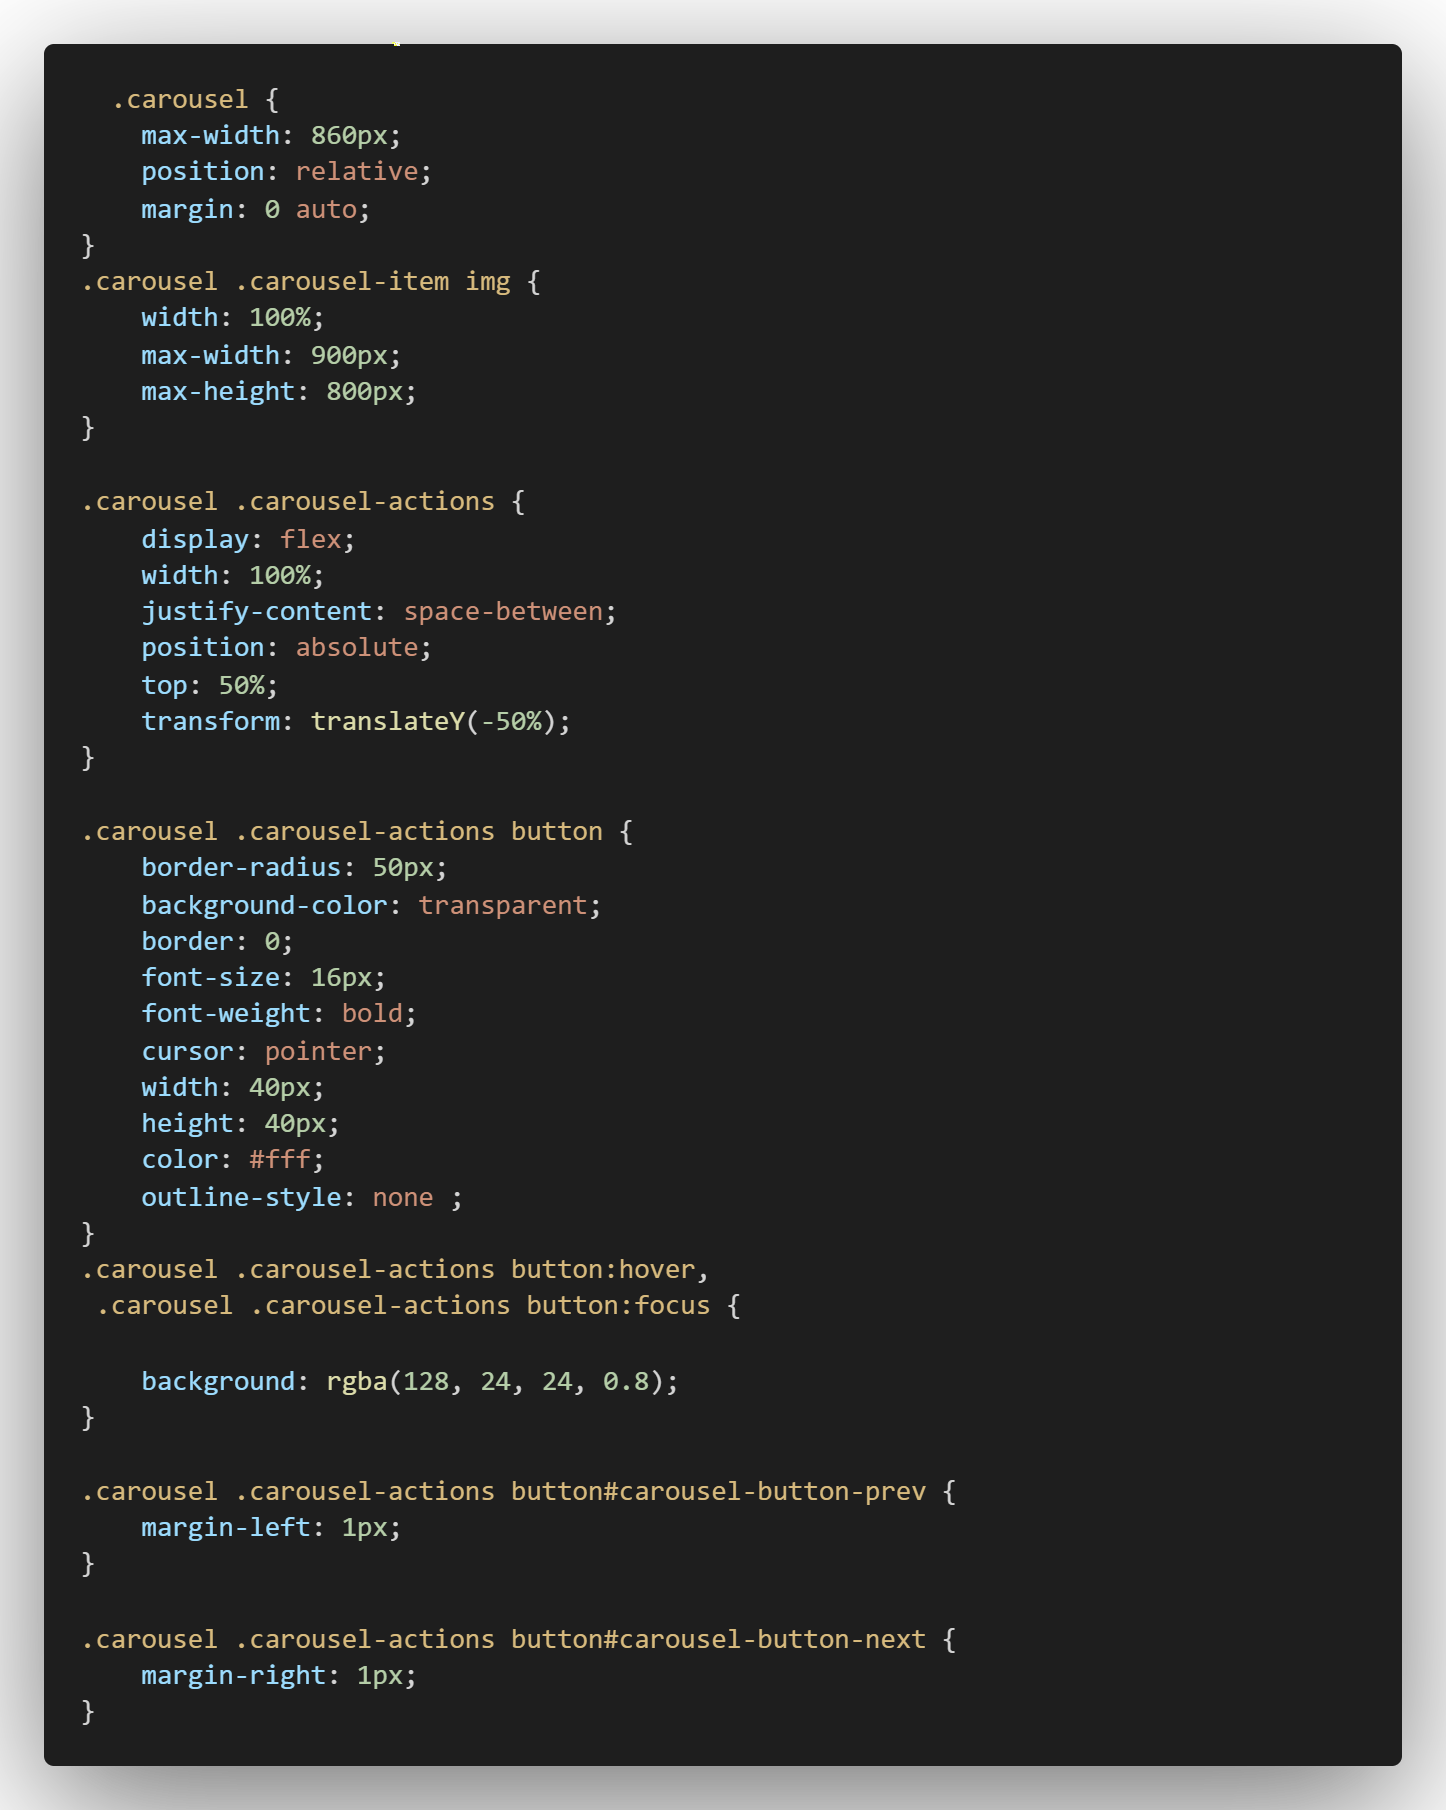 .carousel {
max-width: 860px;
position: relative;
margin: 0 auto;
}
.carousel .carousel-item img {
width: 100%;
max-width: 900px;
max-height: 800px;
}
.carousel .carousel-actions {
display: flex;
width: 100%;
justify-content: space-between;
position: absolute;
top: 50%;
transform: translateY(-50%);
}
.carousel .carousel-actions button {
border-radius: 50px;
background-color: transparent;
border: 0;
font-size: 16px;
font-weight: bold;
cursor: pointer;
width: 40px;
height: 40px;
color: #fff;
outline-style: none ;
}
.carousel .carousel-actions button:hover,
.carousel .carousel-actions button:focus {
background: rgba(128, 24, 24, 0.8);
}
.carousel .carousel-actions button#carousel-button-prev {
margin-left: 1px;
}
.carousel .carousel-actions button#carousel-button-next {
margin-right: 1px;
}